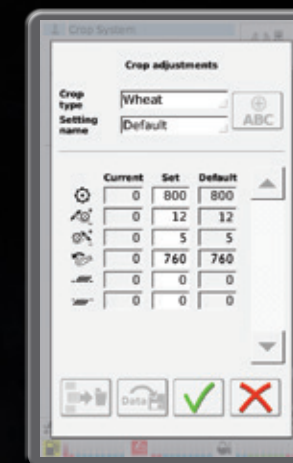 1 Crop System
Crop adjustments
Crop type Wheat
Setting name Default
ABC
Current Set Default
0 800 800
0 12 12
0 5 5
0 760 760
0 0 0
0 0 0
Data